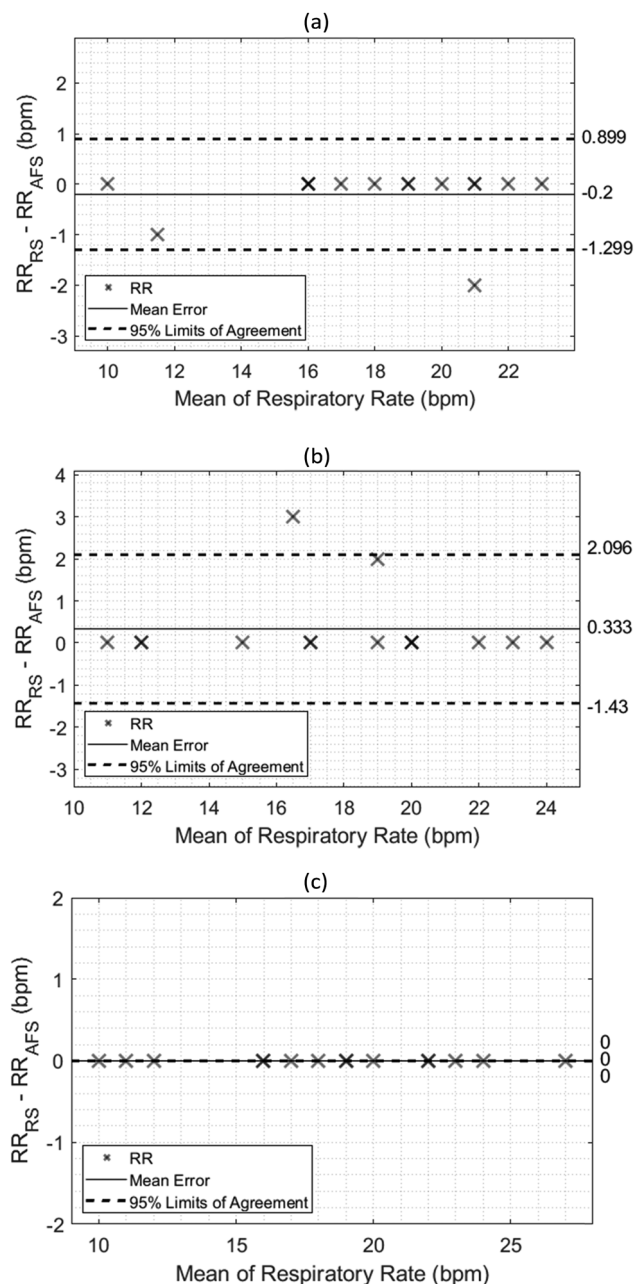 (a)
2
1
0
-1
-2
-3
0.899
-0.2
-1.299
RR_RS - RR_AFS (bpm)
RR
Mean Error
95% Limits of Agreement
10 12 14 16 18 20 22
Mean of Respiratory Rate (bpm)
(b)
4
3
2
1
0
-1
-2
-3
2.096
0.333
-1.43
RR_RS - RR_AFS (bpm)
RR
Mean Error
95% Limits of Agreement
10 12 14 16 18 20 22 24
Mean of Respiratory Rate (bpm)
(c)
2
1
0
-1
-2
0
0
0
RR_RS - RR_AFS (bpm)
RR
Mean Error
95% Limits of Agreement
10 15 20 25
Mean of Respiratory Rate (bpm)